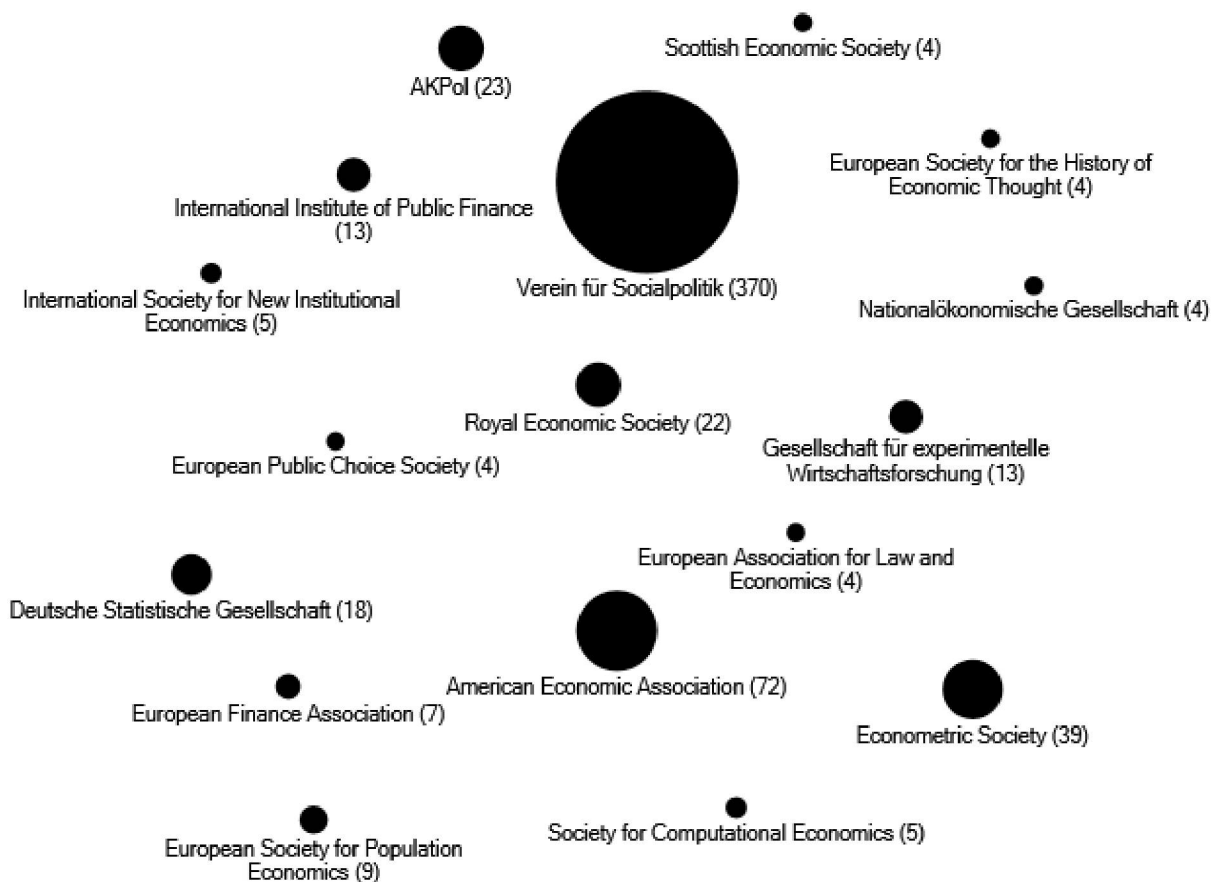 Scottish Economic Society (4)
AKPol (23)
European Society for the History of
Economic Thought (4)
International Institute of Public Finance
(13)
Verein für Socialpolitik (370)
International Society for New Institutional
Economics (5)
Nationalökonomische Gesellschaft (4)
Royal Economic Society (22)
Gesellschaft für experimentelle
Wirtschaftsforschung (13)
European Public Choice Society (4)
European Association for Law and
Economics (4)
Deutsche Statistische Gesellschaft (18)
American Economic Association (72)
European Finance Association (7)
Econometric Society (39)
Society for Computational Economics (5)
European Society for Population
Economics (9)